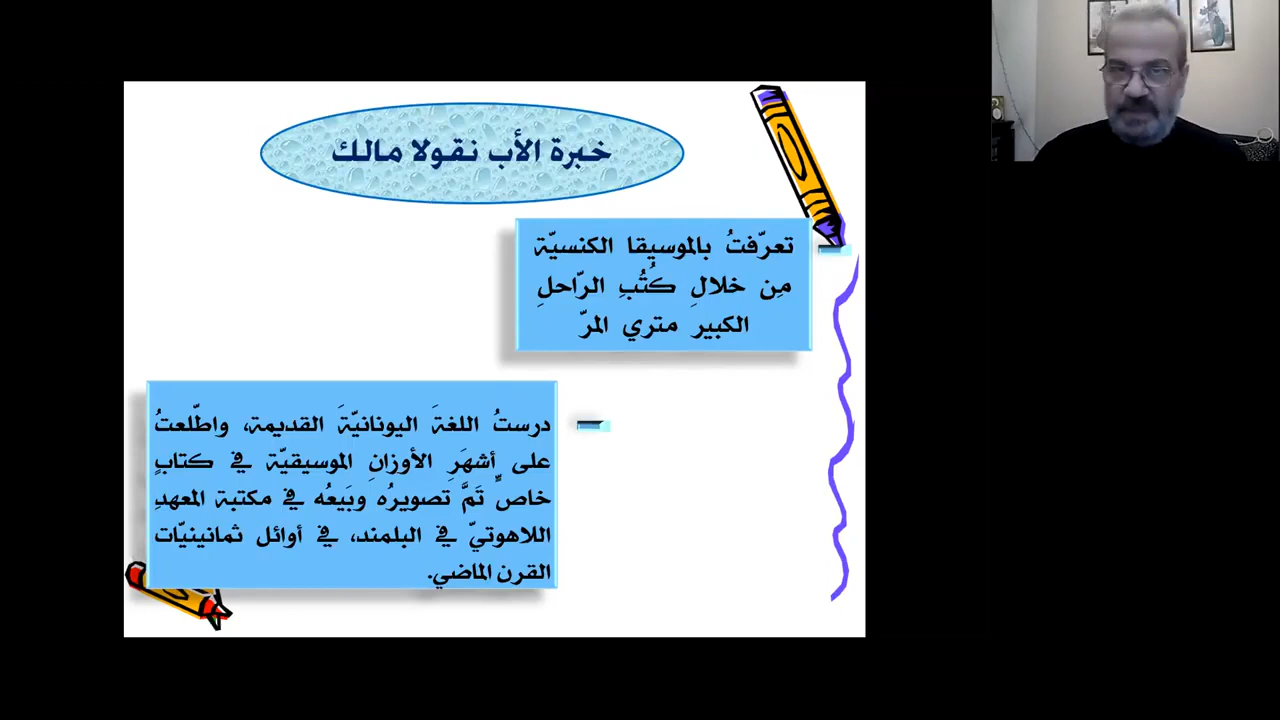 خبرة الأب نقولا مالك
تعرّفتُ بالموسيقا الكنسيّة
مِن خلالِ كُتُبِ الرّاحلِ
الكبير متري المرّ
درستُ اللغةَ اليونانيّةَ القديمة، واطّلعتُ
على أشهَرِ الأوزانِ الموسيقيّة في كتابٍ
خاصٍّ تَمَّ تصويرُه وبَيعُه في مكتبة المعهدِ
اللاهوتيّ في البلمند، في أوائل ثمانينيّات
القرن الماضي.